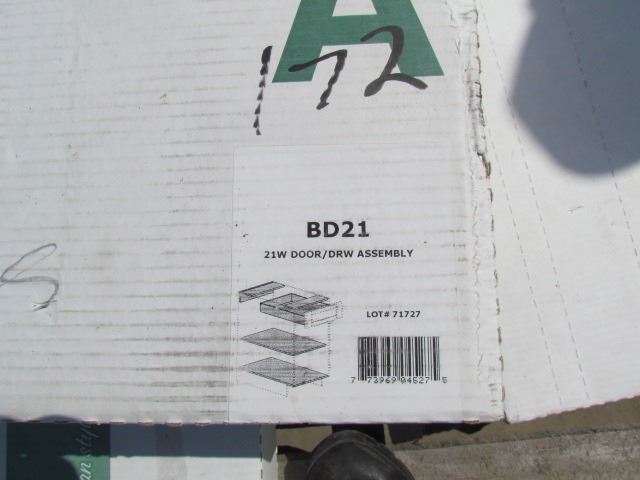 A
172
BD21
21W DOOR/DRW ASSEMBLY
LOT# 71727
7 73969 04527 5